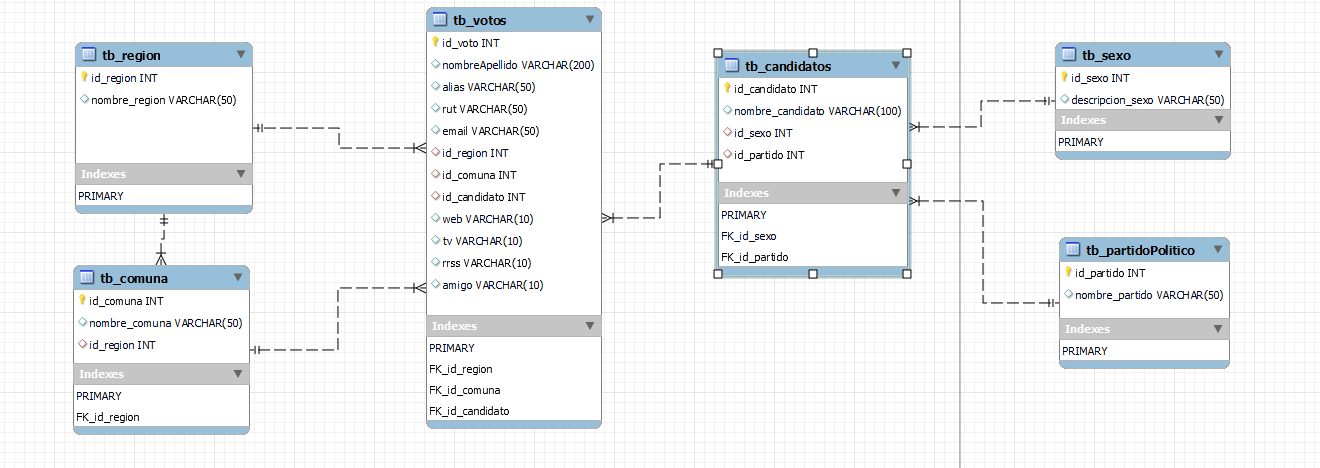 tb_region
id_region INT
nombre_region VARCHAR(50)
Indexes
PRIMARY
tb_comuna
id_comuna INT
nombre_comuna VARCHAR(50)
id_region INT
Indexes
PRIMARY
FK_id_region
tb_votos
id_voto INT
nombreApellido VARCHAR(200)
alias VARCHAR(50)
rut VARCHAR(50)
email VARCHAR(50)
id_region INT
id_comuna INT
id_candidato INT
web VARCHAR(10)
tv VARCHAR(10)
rrss VARCHAR(10)
amigo VARCHAR(10)
Indexes
PRIMARY
FK_id_region
FK_id_comuna
FK_id_candidato
tb_candidatos
id_candidato INT
nombre_candidato VARCHAR(100)
id_sexo INT
id_partido INT
Indexes
PRIMARY
FK_id_sexo
FK_id_partido
tb_sexo
id_sexo INT
descripcion_sexo VARCHAR(50)
Indexes
PRIMARY
tb_partidoPolitico
id_partido INT
nombre_partido VARCHAR(50)
Indexes
PRIMARY